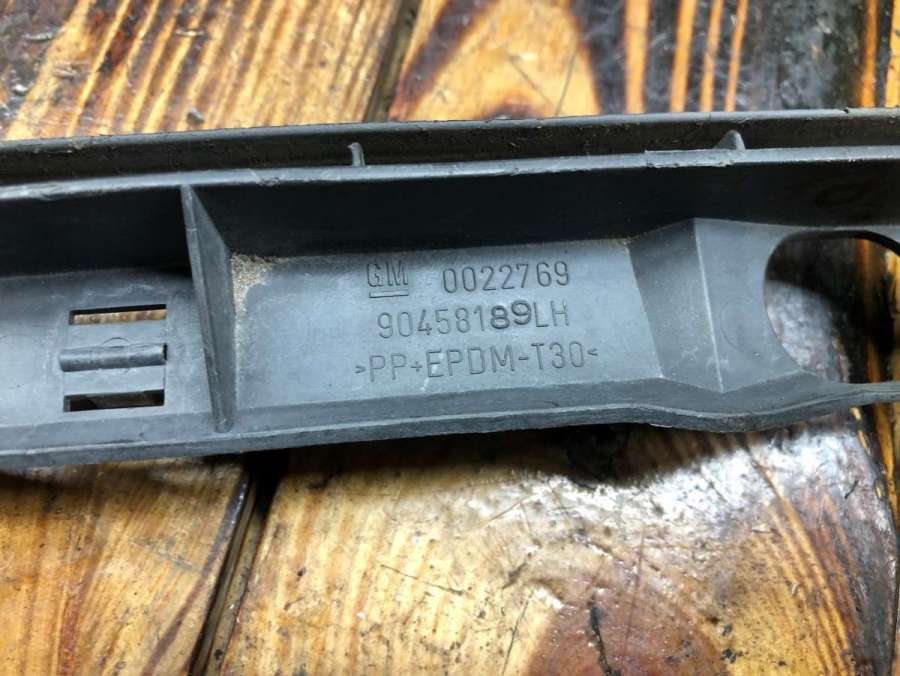 GM 0022769
90458189LH
>PP+EPDM-T30<